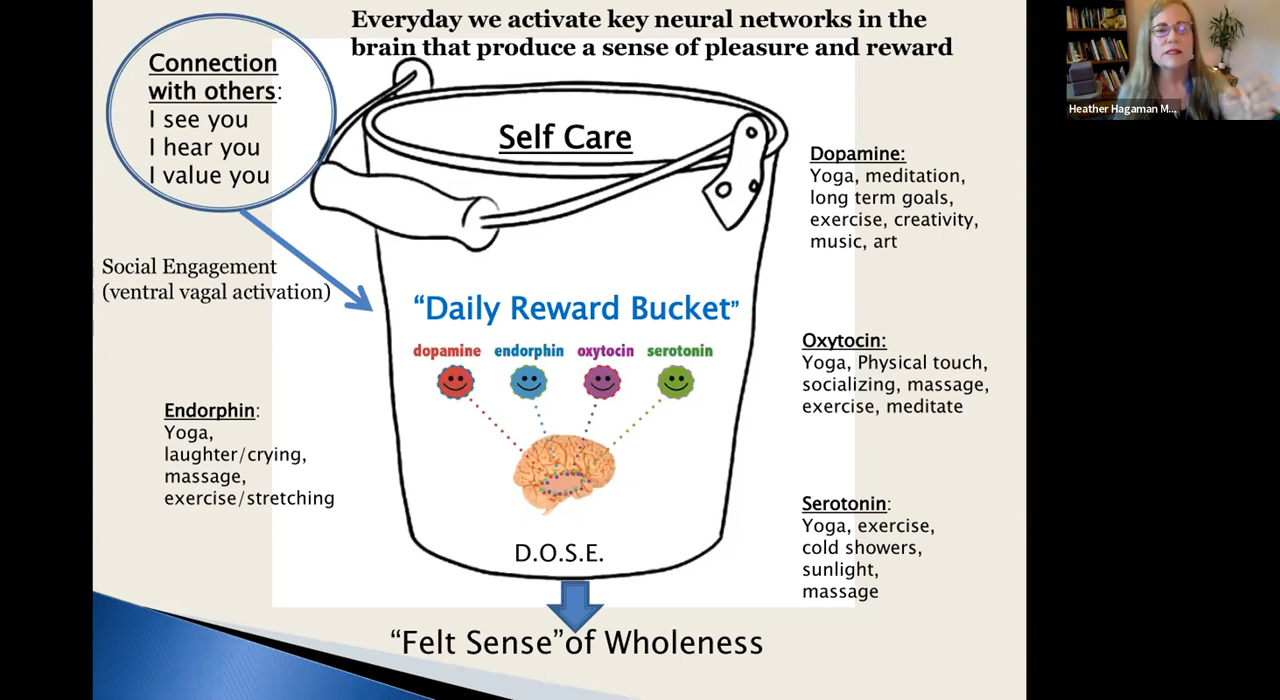 Everyday we activate key neural networks in the
brain that produce a sense of pleasure and reward
Connection
with others:
I see you
I hear you
I value you
Self Care
Social Engagement
(ventral vagal activation)
Endorphin:
Yoga,
laughter/crying,
massage,
exercise/stretching
“Daily Reward Bucket”
dopamine endorphin oxytocin serotonin
D.O.S.E.
“Felt Sense”of Wholeness
Dopamine:
Yoga, meditation,
long term goals,
exercise, creativity,
music, art
Oxytocin:
Yoga, Physical touch,
socializing, massage,
exercise, meditate
Serotonin:
Yoga, exercise,
cold showers,
sunlight,
massage
Heather Hagaman M...